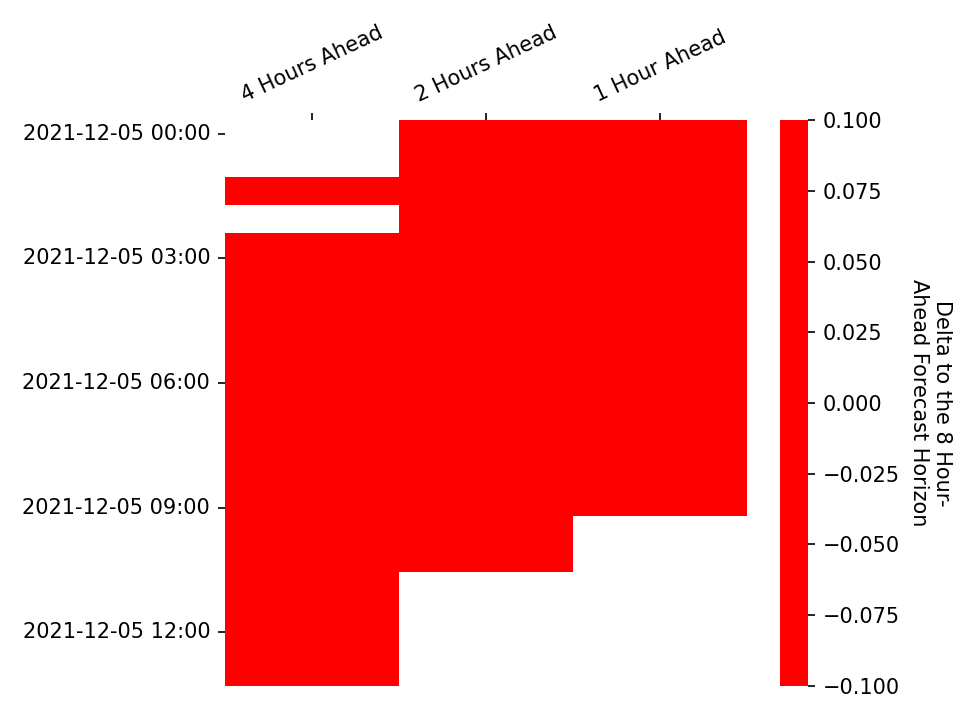 4 Hours Ahead
2 Hours Ahead
1 Hour Ahead
2021-12-05 00:00
2021-12-05 03:00
2021-12-05 06:00
2021-12-05 09:00
2021-12-05 12:00
0.100
0.075
0.050
0.025
0.000
−0.025
−0.050
−0.075
−0.100
Delta to the 8 Hour-
Ahead Forecast Horizon